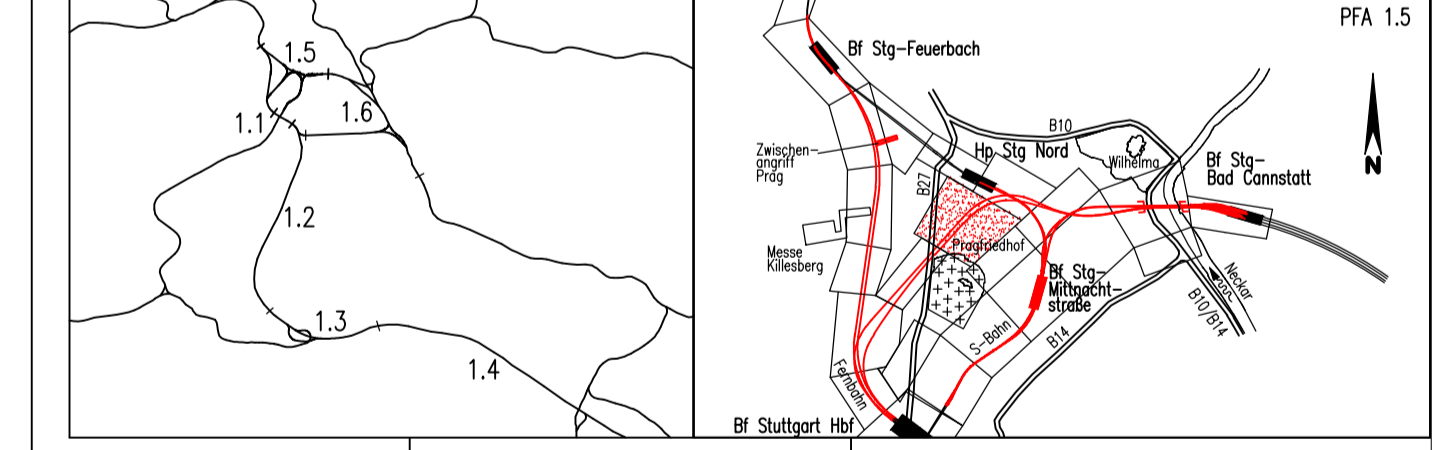 1.5
1.6
1.1
1.2
1.3
1.4
PFA 1.5
Bf Stg-Feuerbach
N
Zwischen-
angriff
Prag
B10
Hp Stg Nord
Wilhelma
Bf Stg-
Bad Cannstatt
B27
Messe
Killesberg
Pragfriedhof
Bf Stg-
Mittnacht-
straße
Neckar
B10/B14
S-Bahn
B14
Fernbahn
Bf Stuttgart Hbf